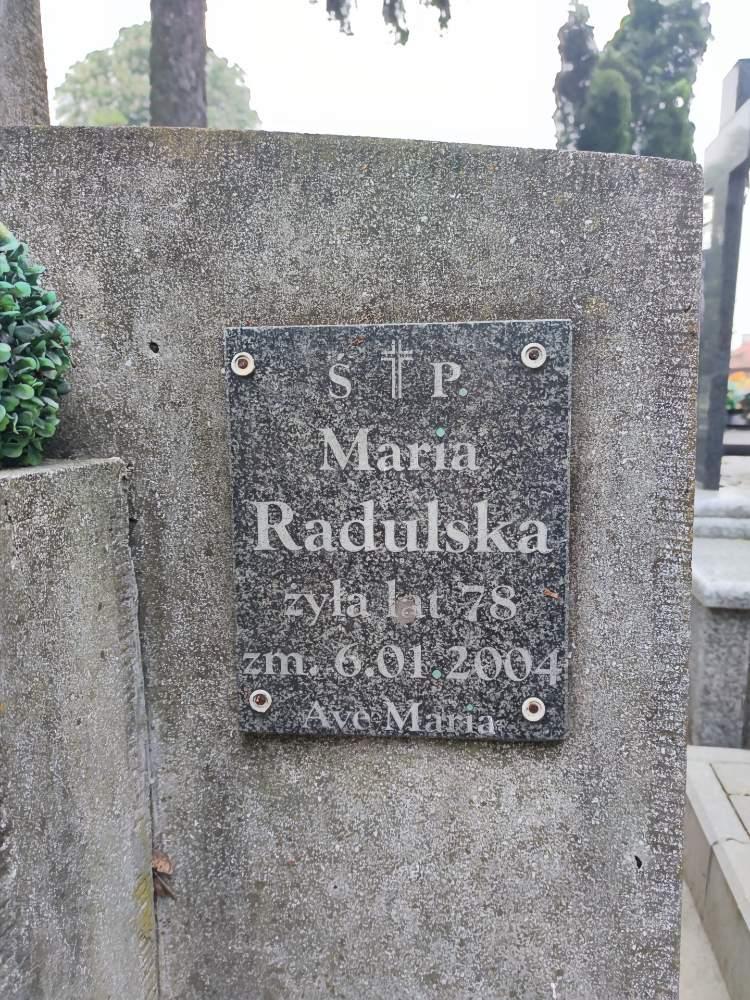 Ś P.
Maria
Radulska
żyła lat 78
zm. 6.01.2004
Ave Maria